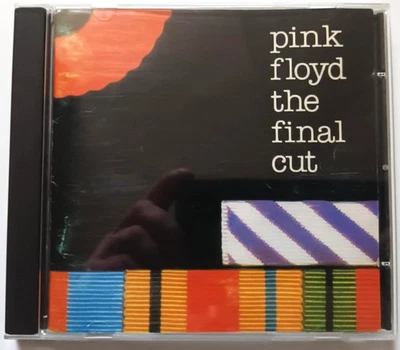 pink
floyd
the
final
cut